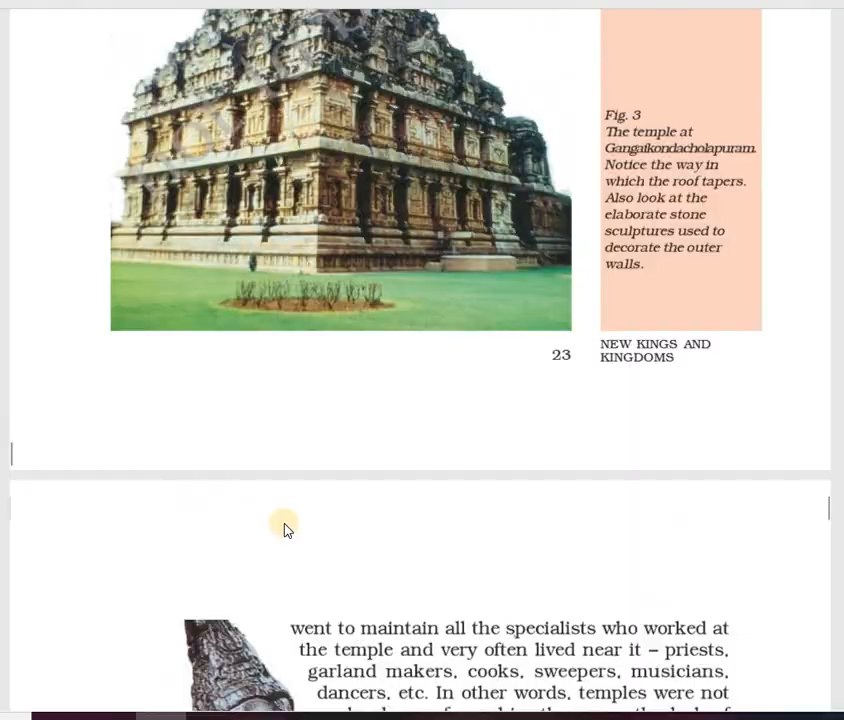 Fig. 3
The temple at
Gangaikondacholapuram.
Notice the way in
which the roof tapers.
Also look at the
elaborate stone
sculptures used to
decorate the outer
walls.
23
NEW KINGS AND
KINGDOMS
went to maintain all the specialists who worked at
the temple and very often lived near it – priests,
garland makers, cooks, sweepers, musicians,
dancers, etc. In other words, temples were not